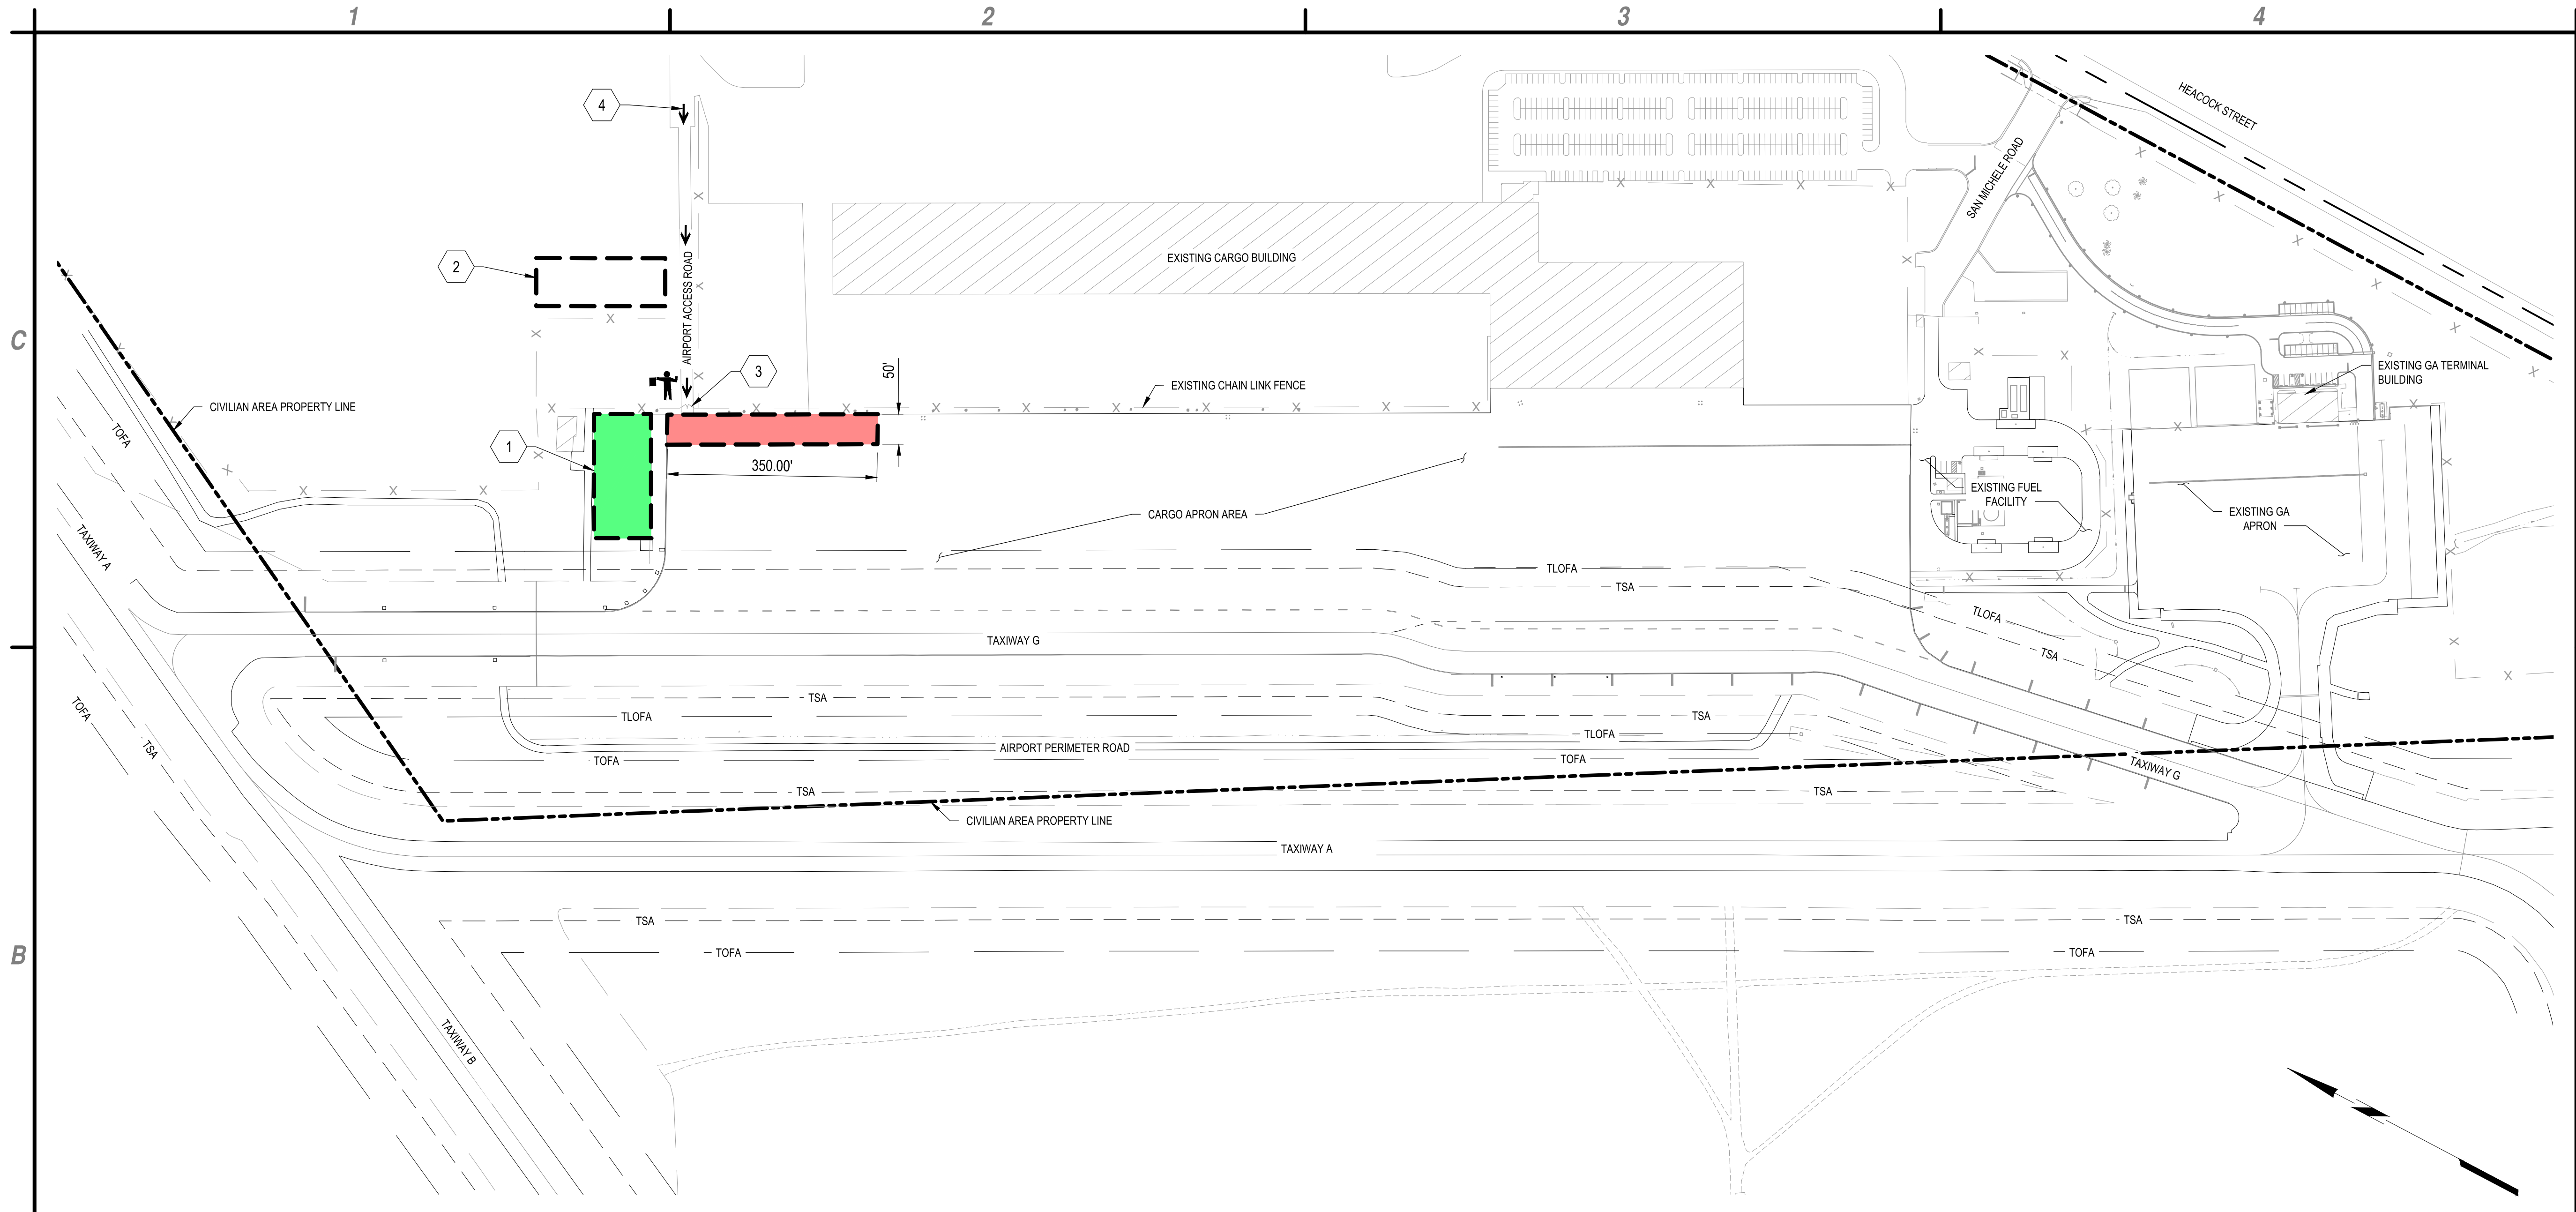 1
2
3
4
HEACOCK STREET
4
SAN MICHELE ROAD
AIRPORT ACCESS ROAD
EXISTING CARGO BUILDING
2
C
3
50'
EXISTING CHAIN LINK FENCE
EXISTING GA TERMINAL
BUILDING
CIVILIAN AREA PROPERTY LINE
TOFA
1
350.00'
EXISTING FUEL
FACILITY
CARGO APRON AREA
EXISTING GA
APRON
TAXIWAY A
TLOFA
TSA
TLOFA
TAXIWAY G
TSA
TSA
TOFA
TLOFA
TSA
TSA
TLOFA
AIRPORT PERIMETER ROAD
TOFA
TOFA
TAXIWAY G
TSA
TSA
CIVILIAN AREA PROPERTY LINE
TAXIWAY A
TSA
TSA
B
TOFA
TOFA
TAXIWAY B